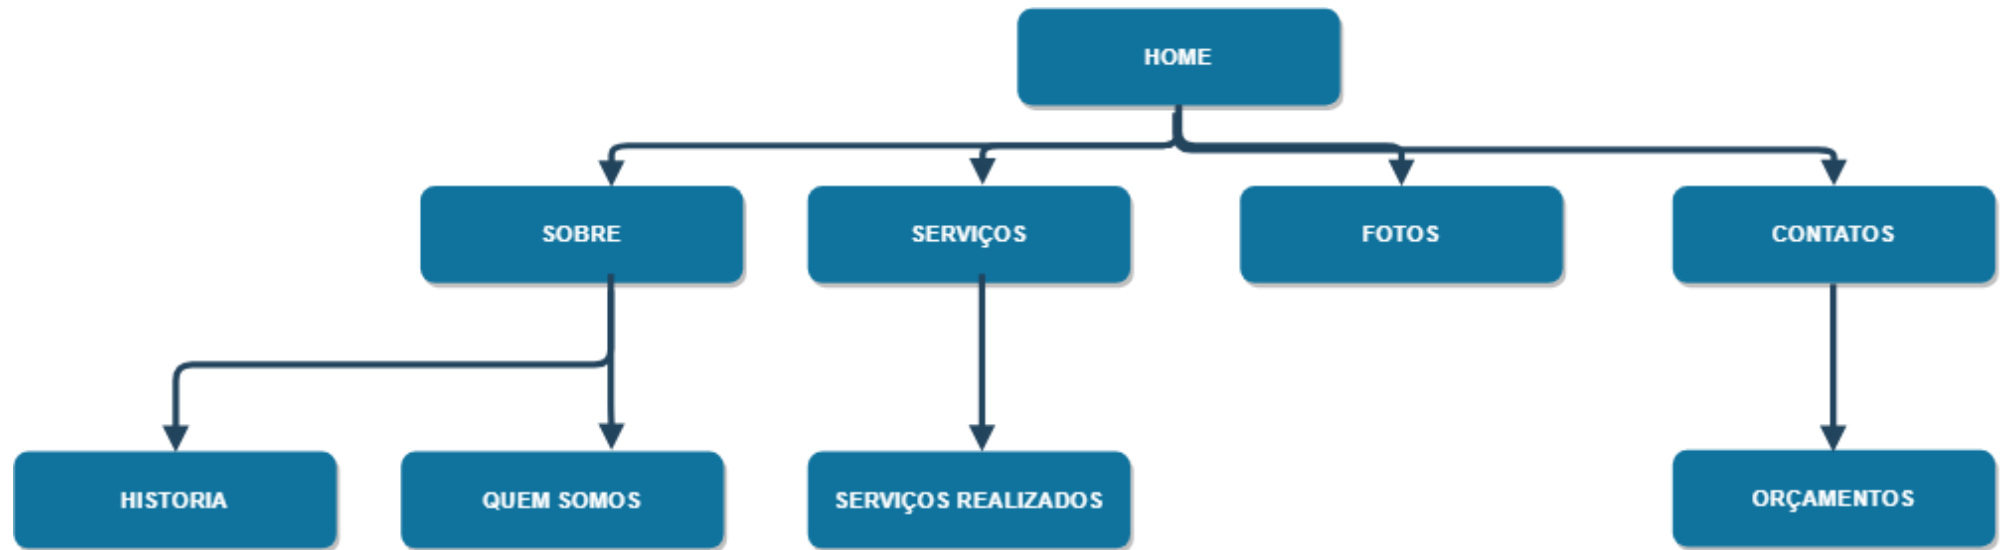 HOME
SOBRE
SERVIÇOS
FOTOS
CONTATOS
HISTORIA
QUEM SOMOS
SERVIÇOS REALIZADOS
ORÇAMENTOS